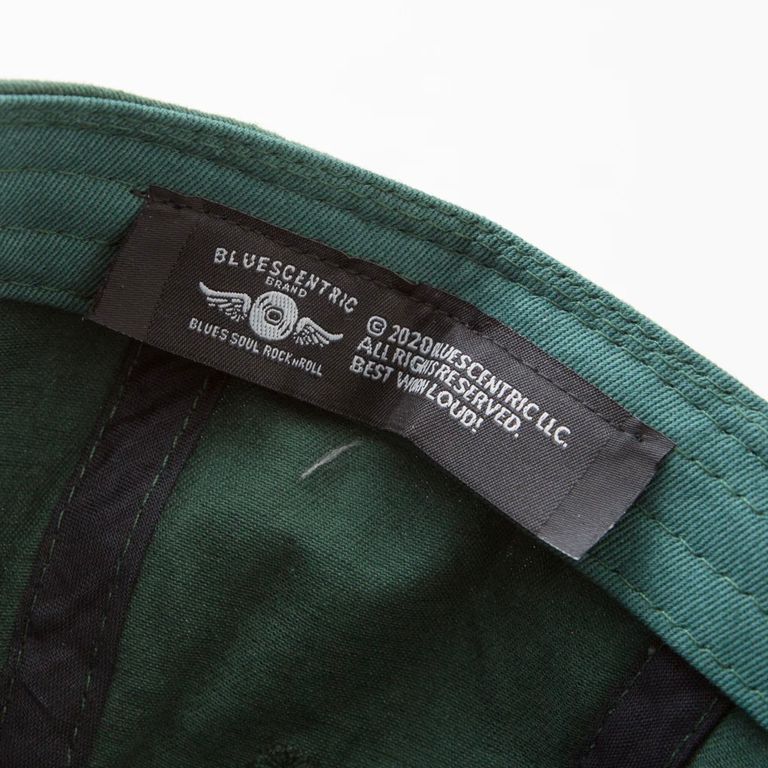 BLUESCENTRIC
BRAND
BLUES SOUL ROCK N ROLL
© 2020 BLUESCENTRIC LLC.
ALL RIGHTS RESERVED.
BEST WORN LOUD!